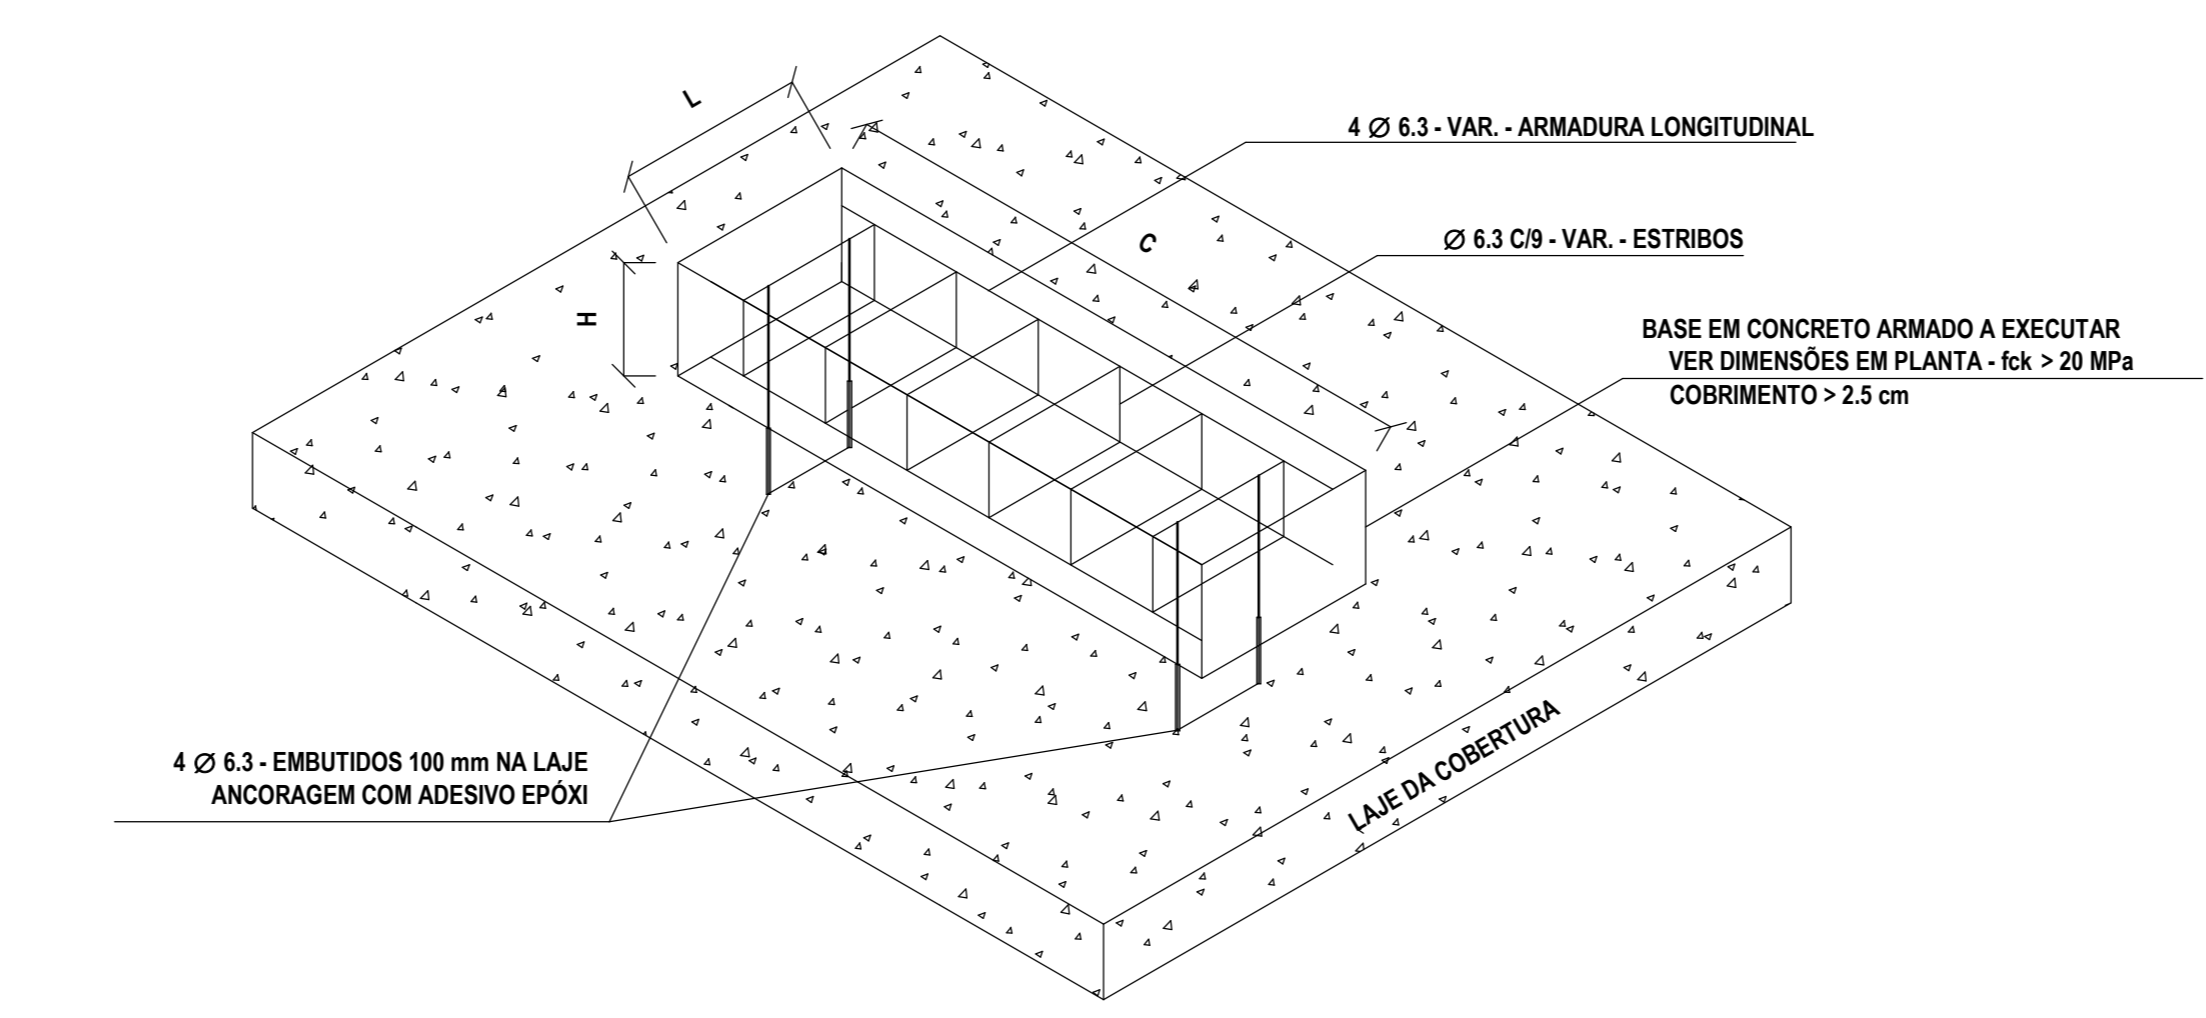 L
4 Ø 6.3 - VAR. - ARMADURA LONGITUDINAL
C
Ø 6.3 C/9 - VAR. - ESTRIBOS
H
BASE EM CONCRETO ARMADO A EXECUTAR
VER DIMENSÕES EM PLANTA - fck > 20 MPa
COBRIMENTO > 2.5 cm
4 Ø 6.3 - EMBUTIDOS 100 mm NA LAJE
ANCORAGEM COM ADESIVO EPÓXI
LAJE DA COBERTURA